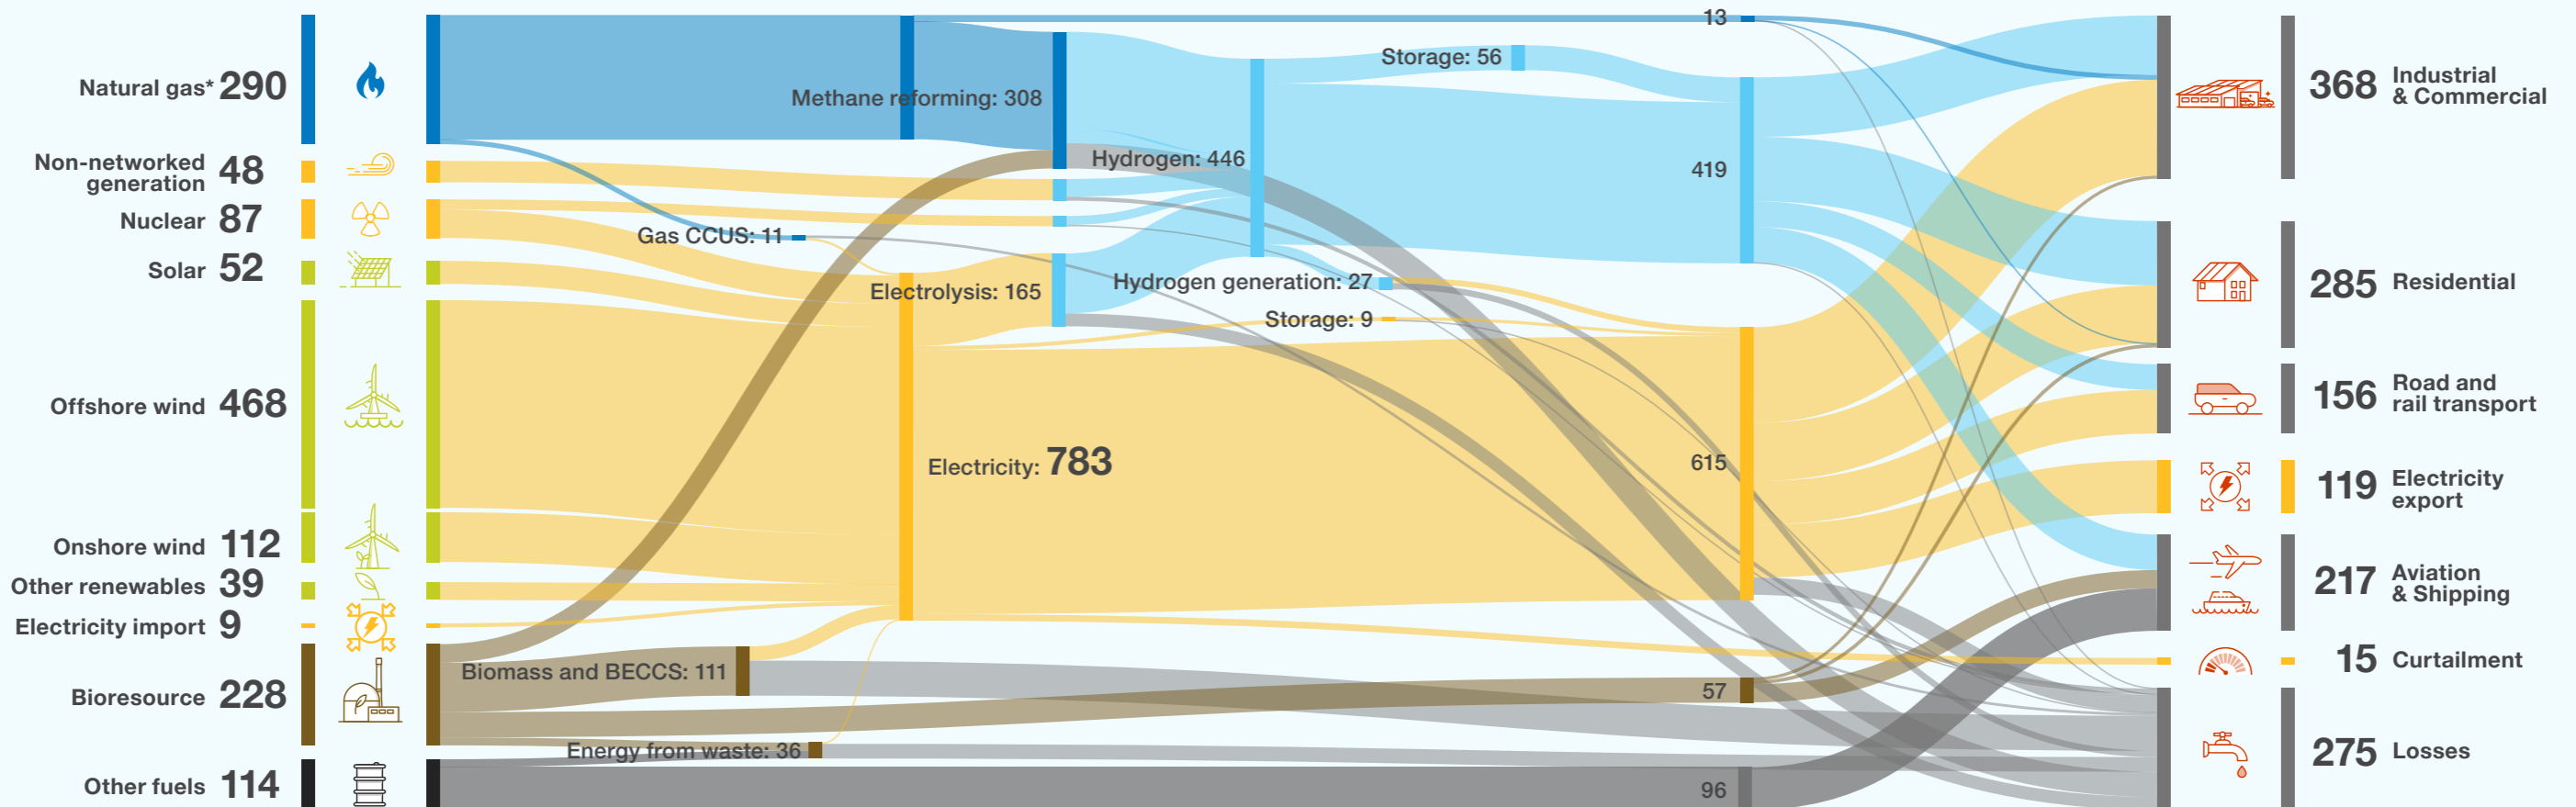 Natural gas* 290
Non-networked
generation 48
Nuclear 87
Solar 52
Offshore wind 468
Onshore wind 112
Other renewables 39
Electricity import 9
Bioresource 228
Other fuels 114
Methane reforming: 308
Gas CCUS: 11
Electrolysis: 165
Electricity: 783
Biomass and BECCS: 111
Energy from waste: 36
Hydrogen: 446
Storage: 56
Hydrogen generation: 27
Storage: 9
13
419
615
57
96
368 Industrial
& Commercial
285 Residential
156 Road and
rail transport
119 Electricity
export
217 Aviation
& Shipping
15 Curtailment
275 Losses